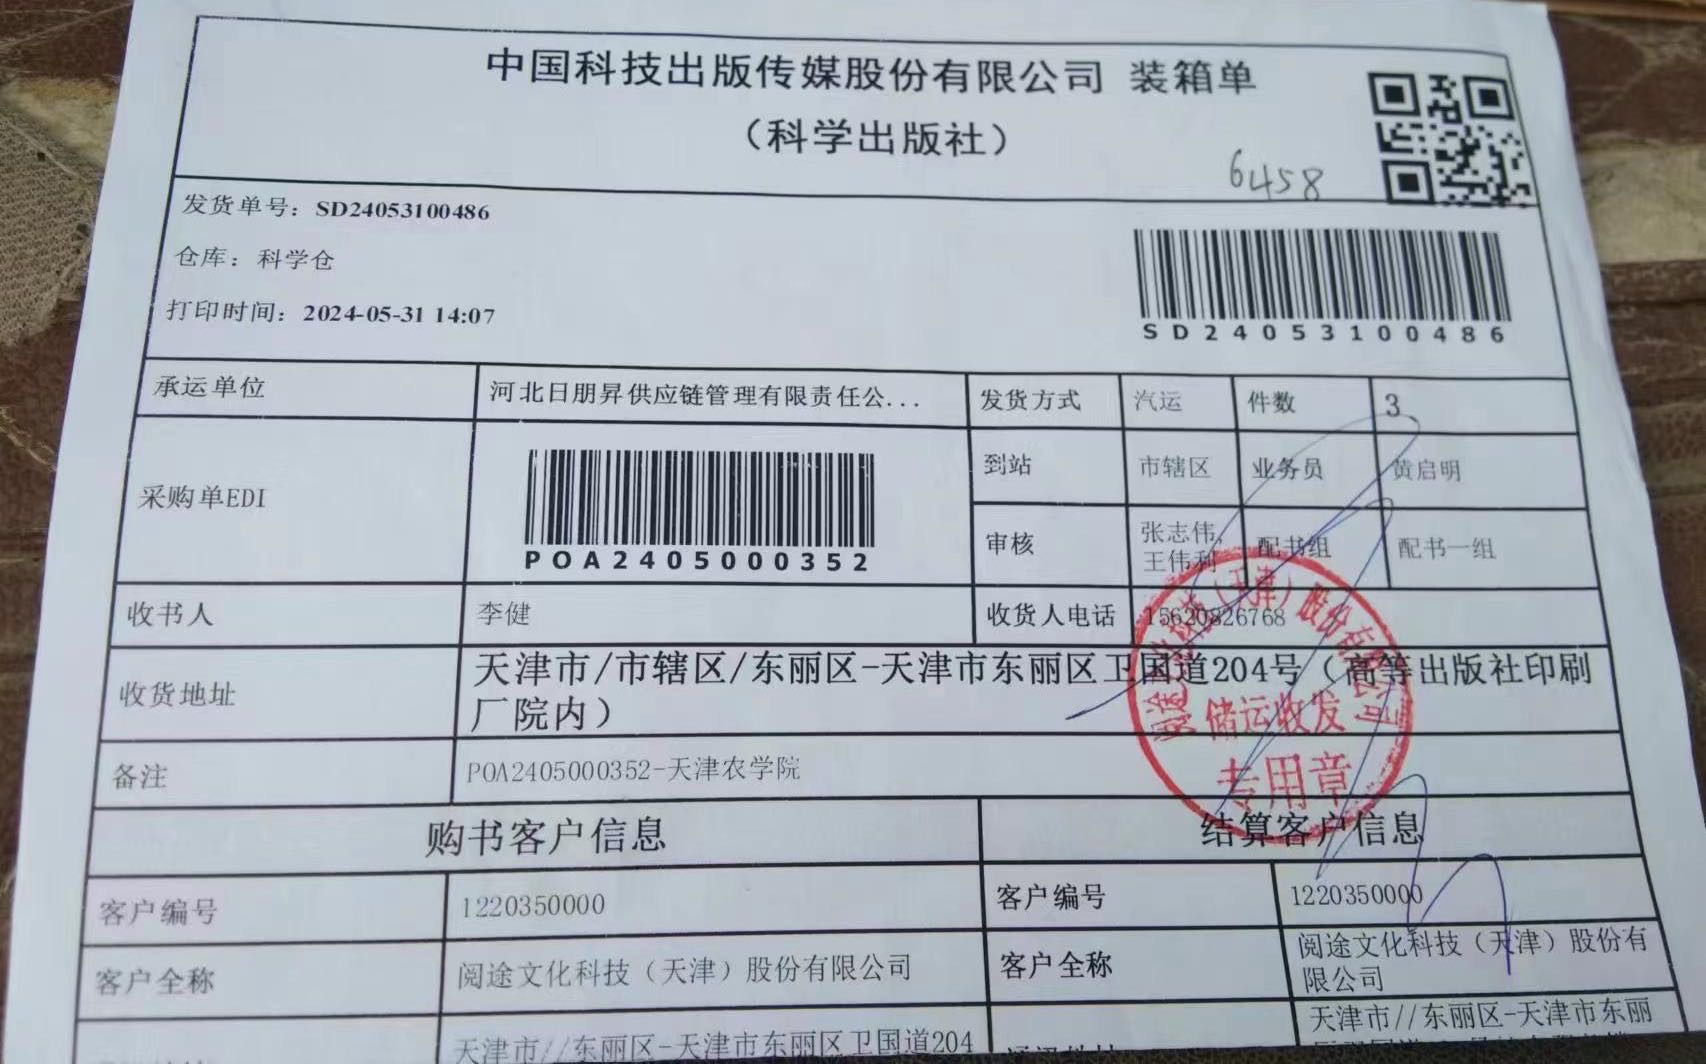 中国科技出版传媒股份有限公司 装箱单
（科学出版社）
6458
发货单号：SD24053100486
仓库：科学仓
打印时间：2024-05-31 14:07
SD24053100486
承运单位 河北日朋昇供应链管理有限责任公... 发货方式 汽运 件数 3
采购单EDI POA2405000352 到站 市辖区 业务员 黄启明
审核 张志伟, 配书组 配书一组
王伟利
收书人 李健 收货人电话 15620826768
收货地址 天津市/市辖区/东丽区-天津市东丽区卫国道204号（高等出版社印刷
厂院内）
备注 POA2405000352-天津农学院
储运收发
专用章
购书客户信息 结算客户信息
客户编号 1220350000 客户编号 1220350000
客户全称 阅途文化科技（天津）股份有限公司 客户全称 阅途文化科技（天津）股份有
限公司
天津市//东丽区-天津市东丽区卫国道204 天津市//东丽区-天津市东丽